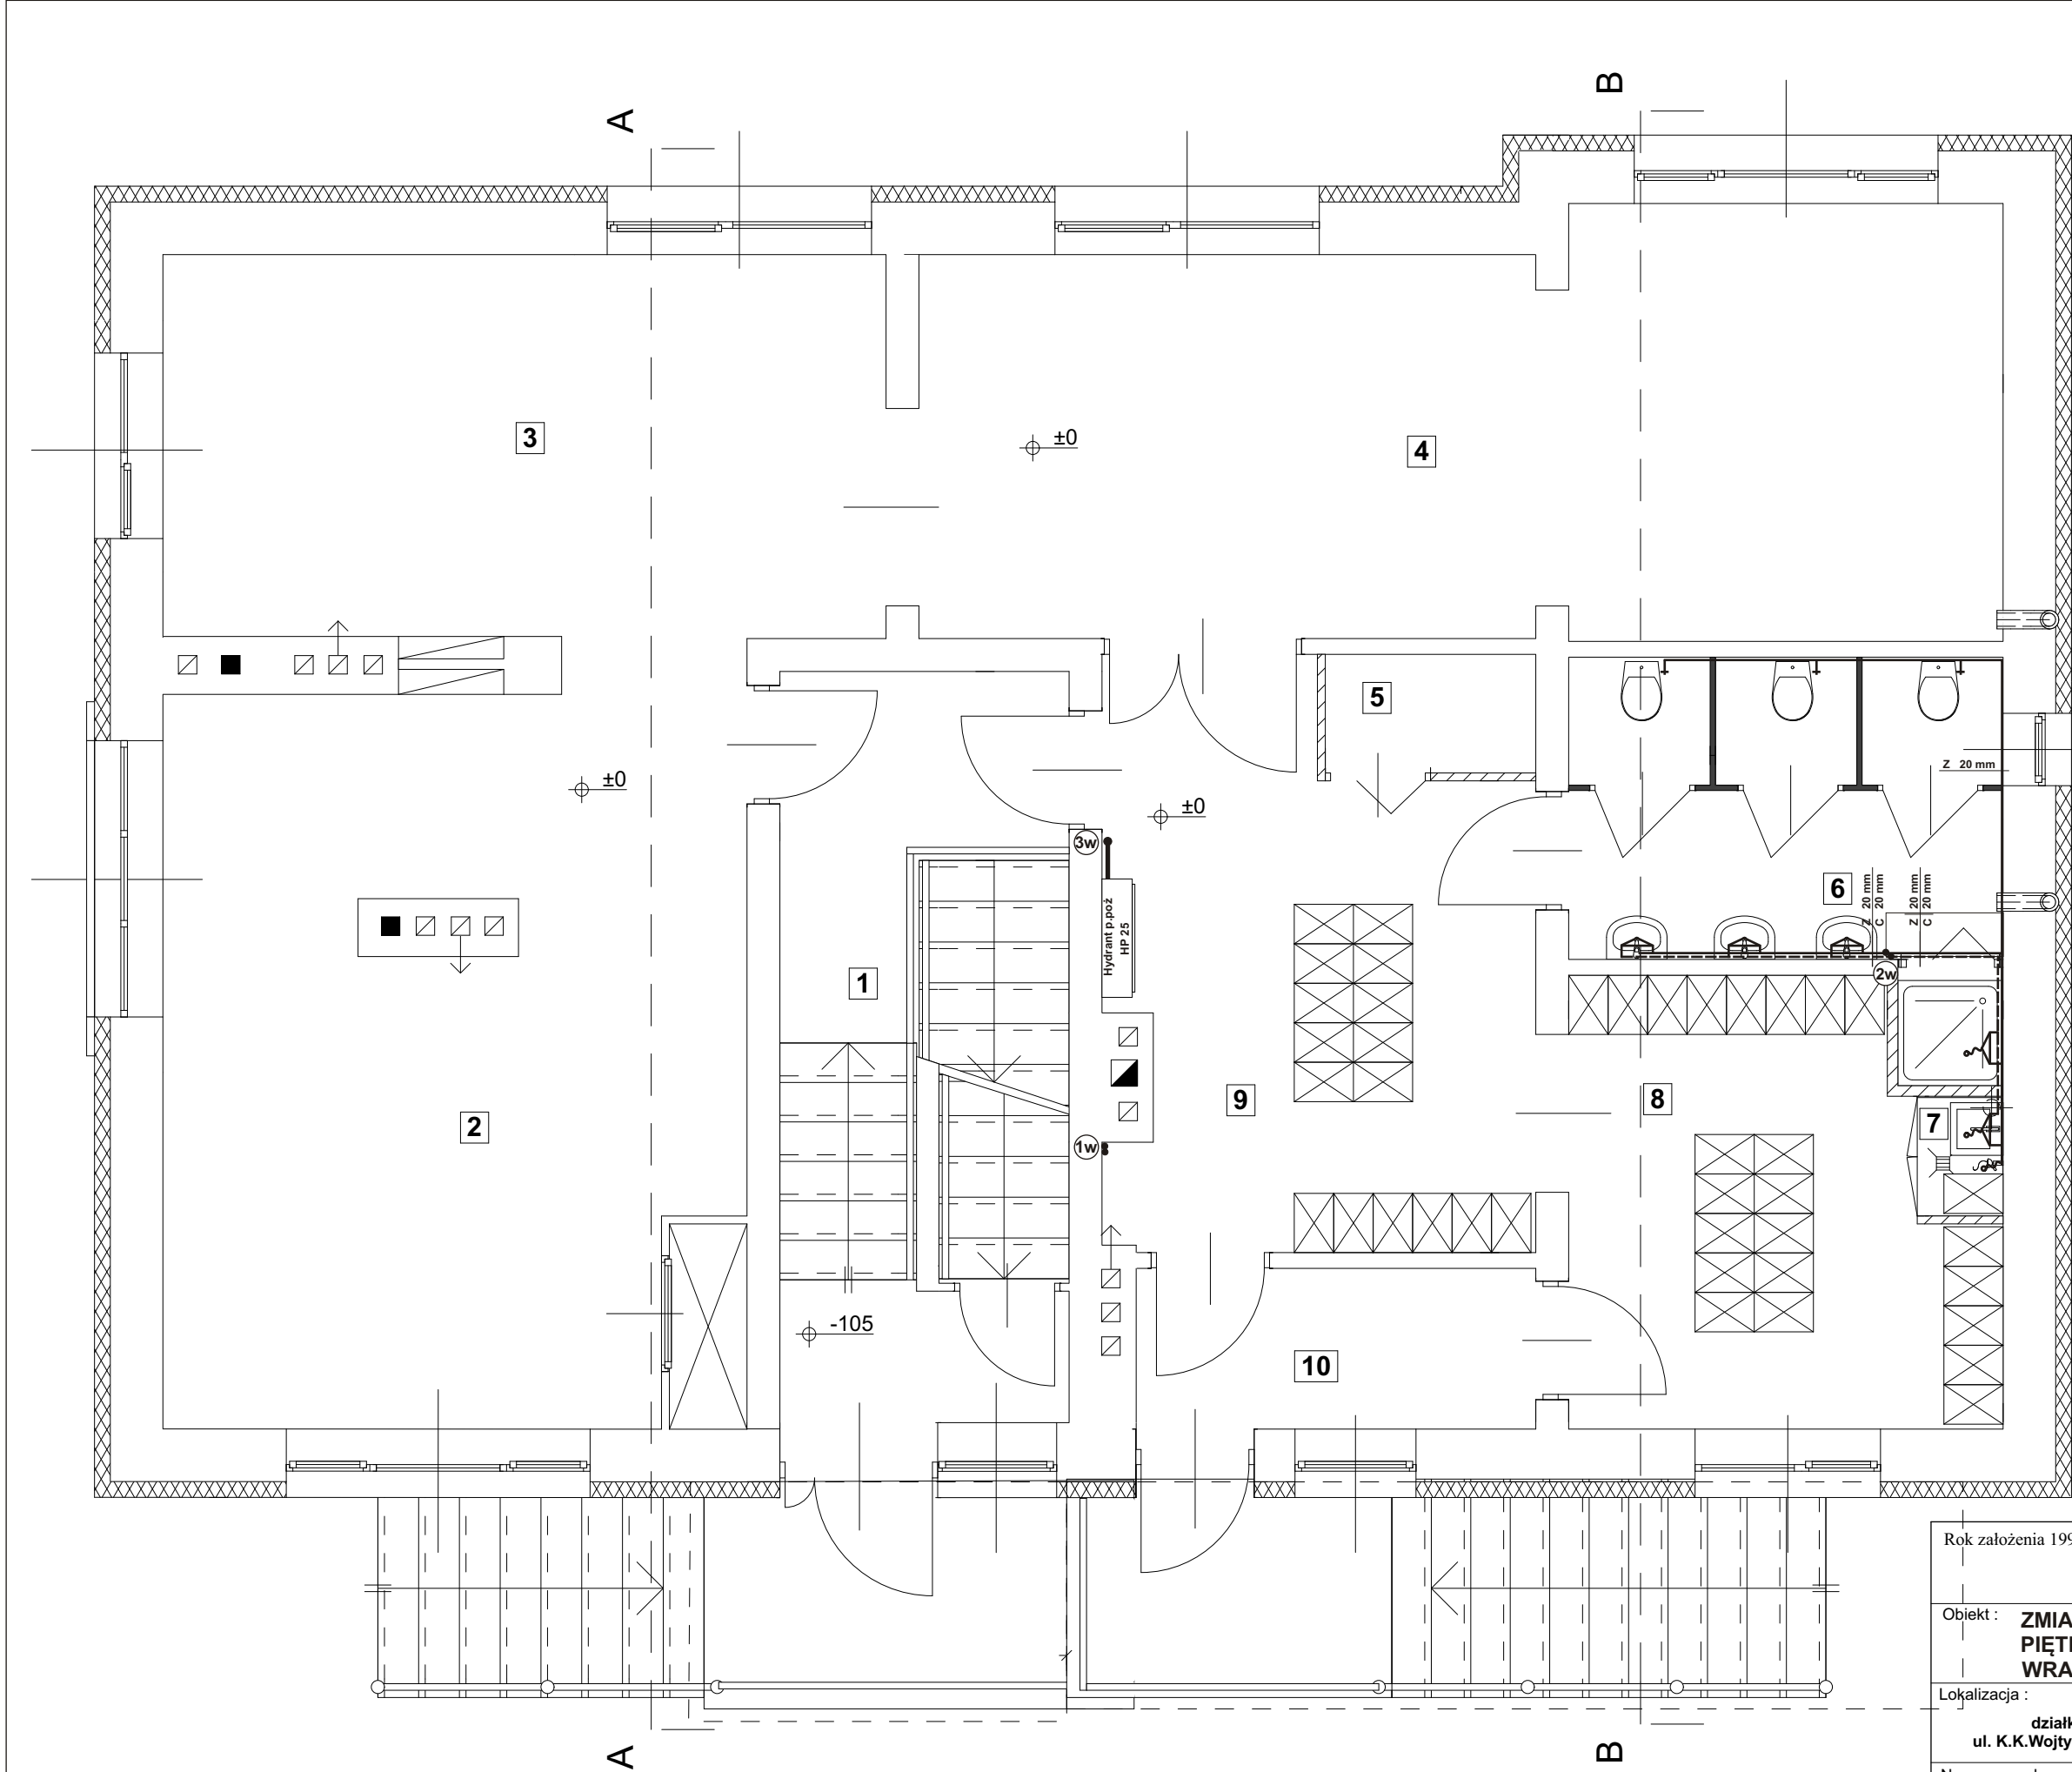 A
B
3
±0
4
5
±0
±0
Z 20 mm
3w
Hydrant p.poż
HP 25
6
Z 20 mm
C 20 mm
Z 20 mm
C 20 mm
2w
1
9
8
7
2
1w
-105
10
Rok założenia 199
Obiekt :
ZMIA
PIĘT
WRA
Lokalizacja :
działk
ul. K.K.Wojty
A
B